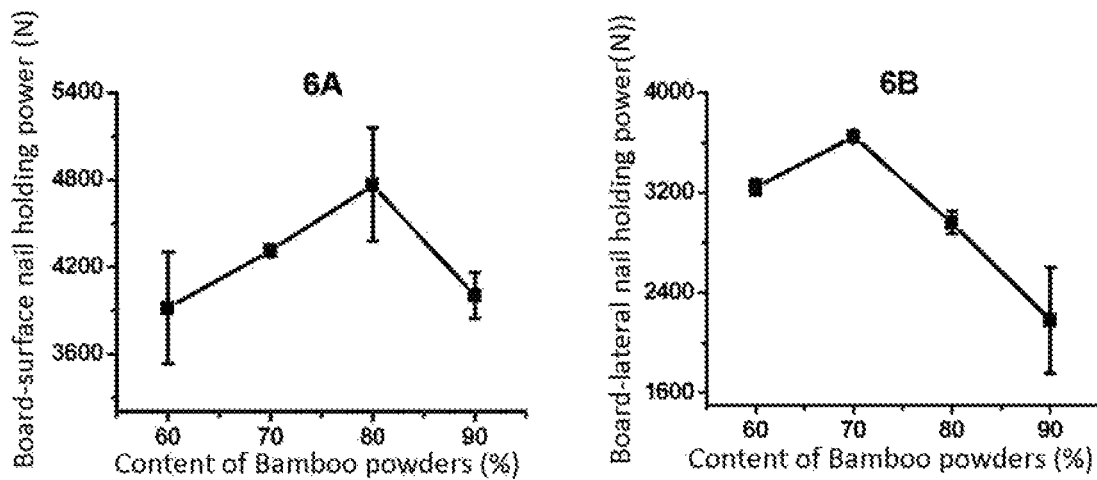 6A
Board-surface nail holding power (N)
5400
4800
4200
3600
60 70 80 90
Content of Bamboo powders (%)
6B
Board-lateral nail holding power(N))
4000
3200
2400
1600
60 70 80 90
Content of Bamboo powders (%)